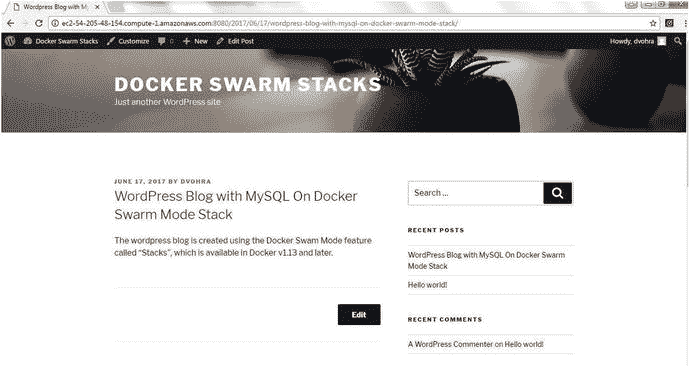 Wordpress Blog with My
ec2-54-205-48-154.compute-1.amazonaws.com:8080/2017/06/17/wordpress-blog-with-mysql-on-docker-swarm-mode-stack/
Docker Swarm Stacks Customize 0 New Edit Post Howdy, dvohra
DOCKER SWARM STACKS
Just another WordPress site
JUNE 17, 2017 BY DVOHRA
WordPress Blog with MySQL On Docker
Swarm Mode Stack
The wordpress blog is created using the Docker Swam Mode feature
called "Stacks", which is available in Docker v1.13 and later.
Edit
Search …
RECENT POSTS
WordPress Blog with MySQL On Docker Swarm
Mode Stack
Hello world!
RECENT COMMENTS
A WordPress Commenter on Hello world!